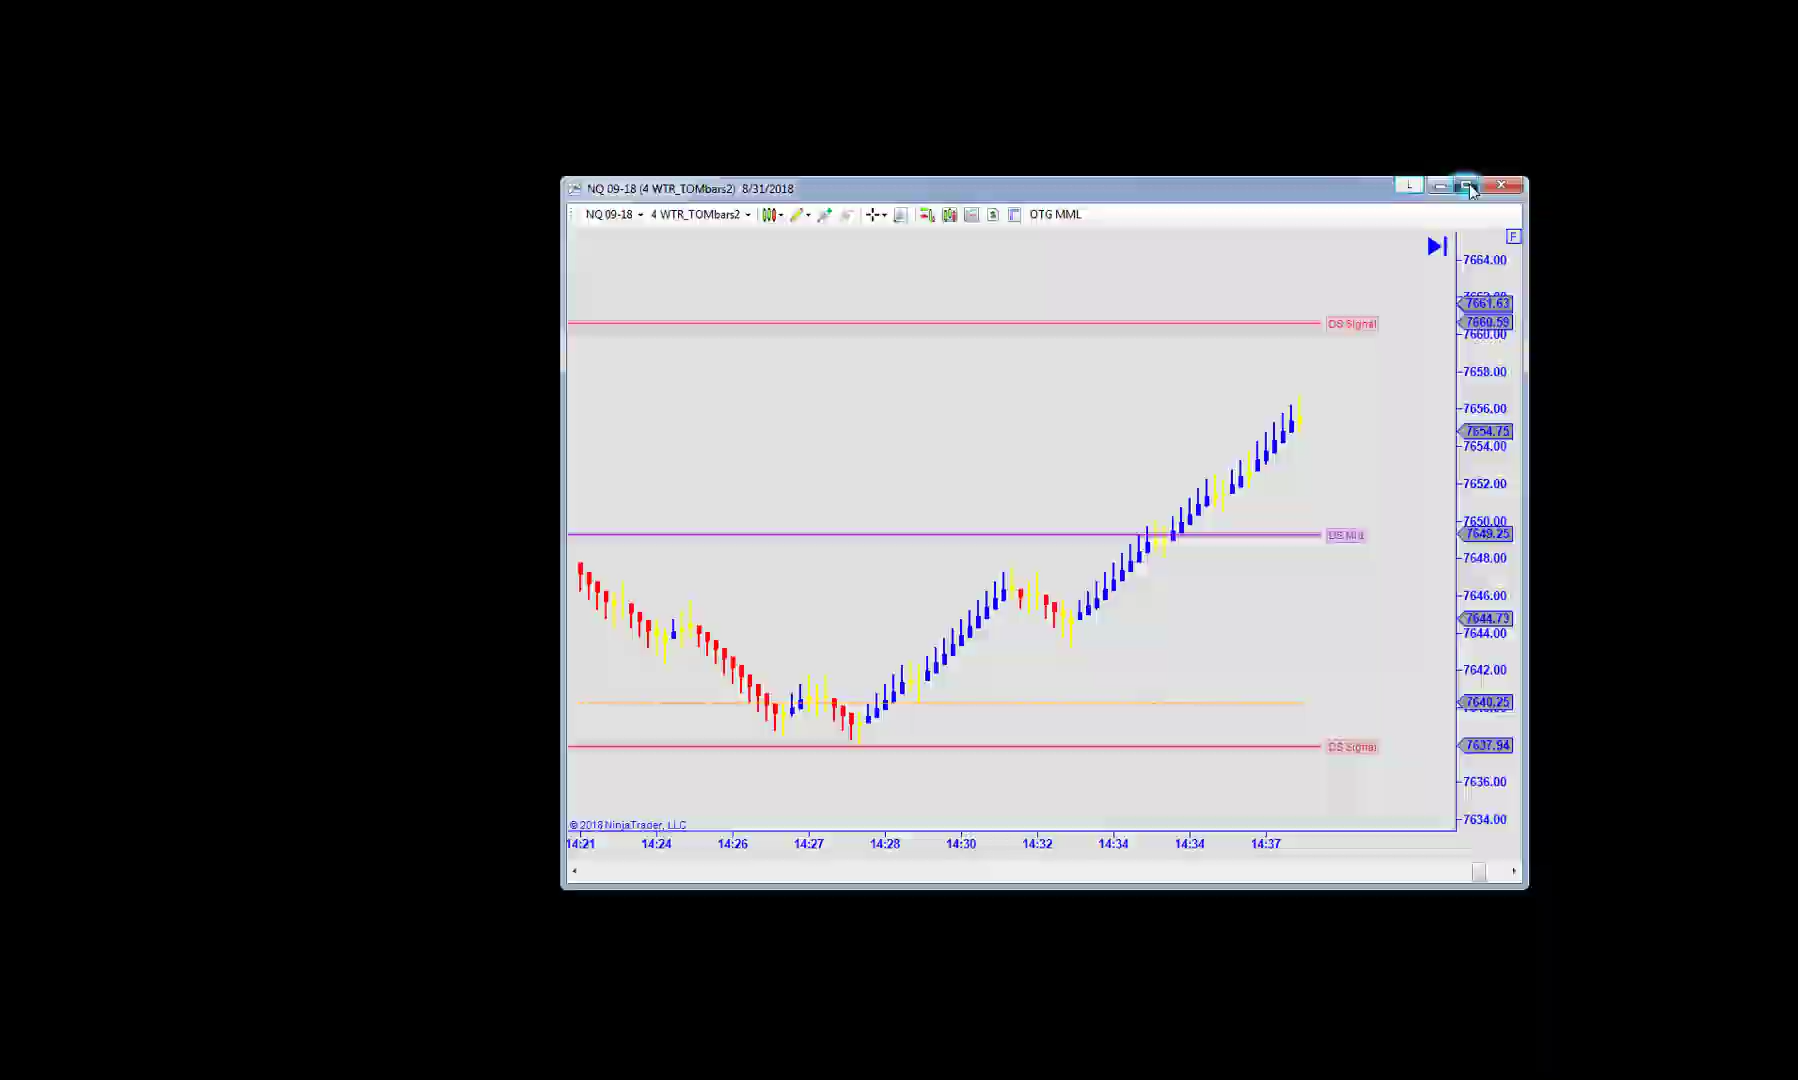 NQ 09-18 (4 WTR_TOMbars2) 8/31/2018
L
NQ 09-18 4 WTR_TOMbars2 OTG MML
F
7664.00
7661.63
7660.59
7660.00
DS Signal
7658.00
7656.00
7654.75
7654.00
7652.00
7650.00
7649.25
DS Mid
7648.00
7646.00
7644.73
7644.00
7642.00
7640.25
7637.94
DS Signal
7636.00
7634.00
© 2018 NinjaTrader, LLC
14:21 14:24 14:26 14:27 14:28 14:30 14:32 14:34 14:34 14:37